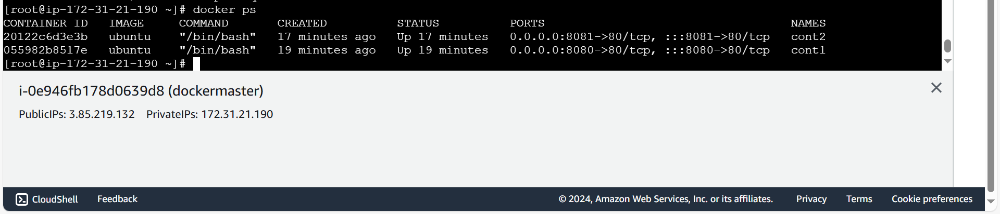 [root@ip-172-31-21-190 ~]# docker ps
CONTAINER ID   IMAGE     COMMAND       CREATED          STATUS          PORTS                                   NAMES
20122c6d3e3b   ubuntu    "/bin/bash"   17 minutes ago   Up 17 minutes   0.0.0.0:8081->80/tcp, :::8081->80/tcp   cont2
055982b8517e   ubuntu    "/bin/bash"   19 minutes ago   Up 19 minutes   0.0.0.0:8080->80/tcp, :::8080->80/tcp   cont1
[root@ip-172-31-21-190 ~]#
i-0e946fb178d0639d8 (dockermaster)
PublicIPs: 3.85.219.132 PrivateIPs: 172.31.21.190
CloudShell Feedback © 2024, Amazon Web Services, Inc. or its affiliates. Privacy Terms Cookie preferences